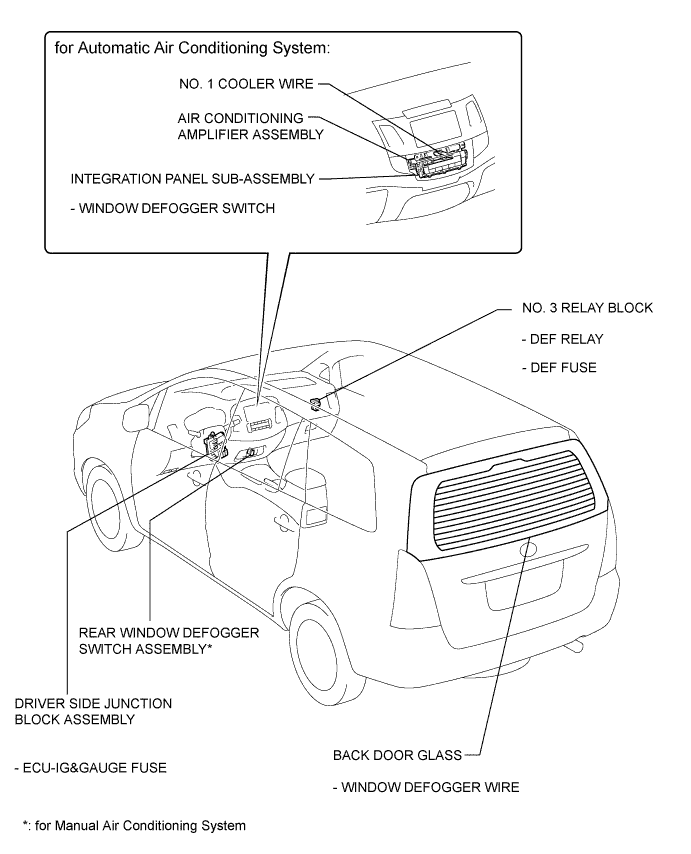 for Automatic Air Conditioning System:
NO. 1 COOLER WIRE
AIR CONDITIONING
AMPLIFIER ASSEMBLY
INTEGRATION PANEL SUB-ASSEMBLY
- WINDOW DEFOGGER SWITCH
NO. 3 RELAY BLOCK
- DEF RELAY
- DEF FUSE
REAR WINDOW DEFOGGER
SWITCH ASSEMBLY*
DRIVER SIDE JUNCTION
BLOCK ASSEMBLY
- ECU-IG&GAUGE FUSE
BACK DOOR GLASS
- WINDOW DEFOGGER WIRE
*: for Manual Air Conditioning System